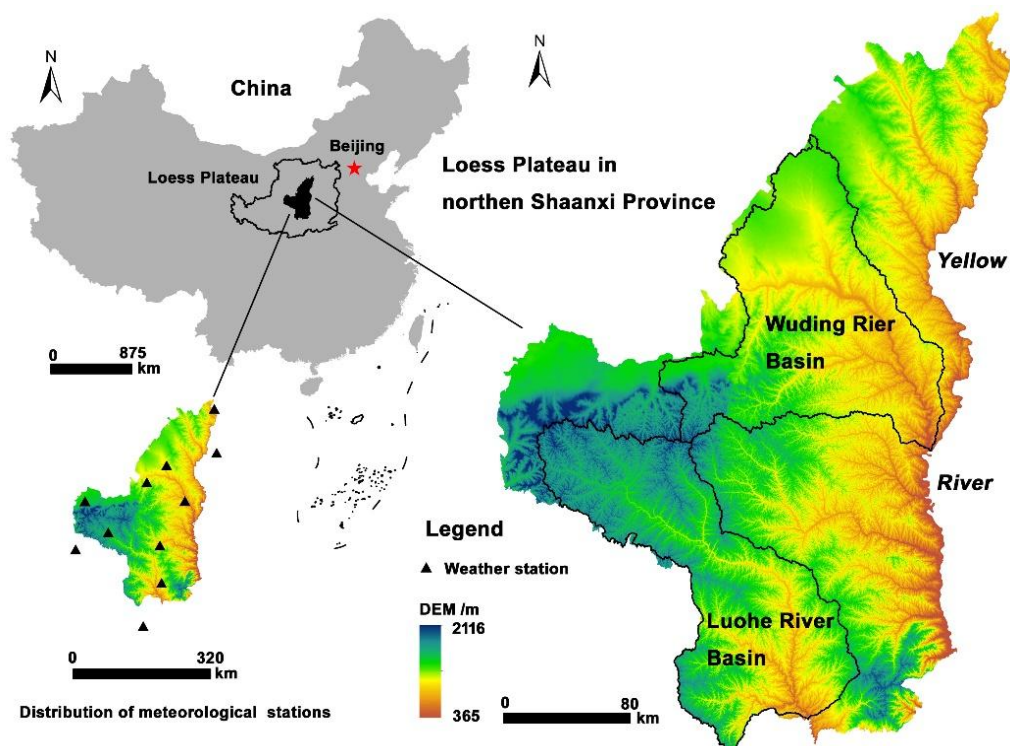 N
China
Beijing
Loess Plateau
0 875
km
N
Loess Plateau in
northen Shaanxi Province
Yellow
Wuding Rier
Basin
River
Luohe River
Basin
Legend
Weather station
DEM /m
2116
365
0 80
km
0 320
km
Distribution of meteorological stations